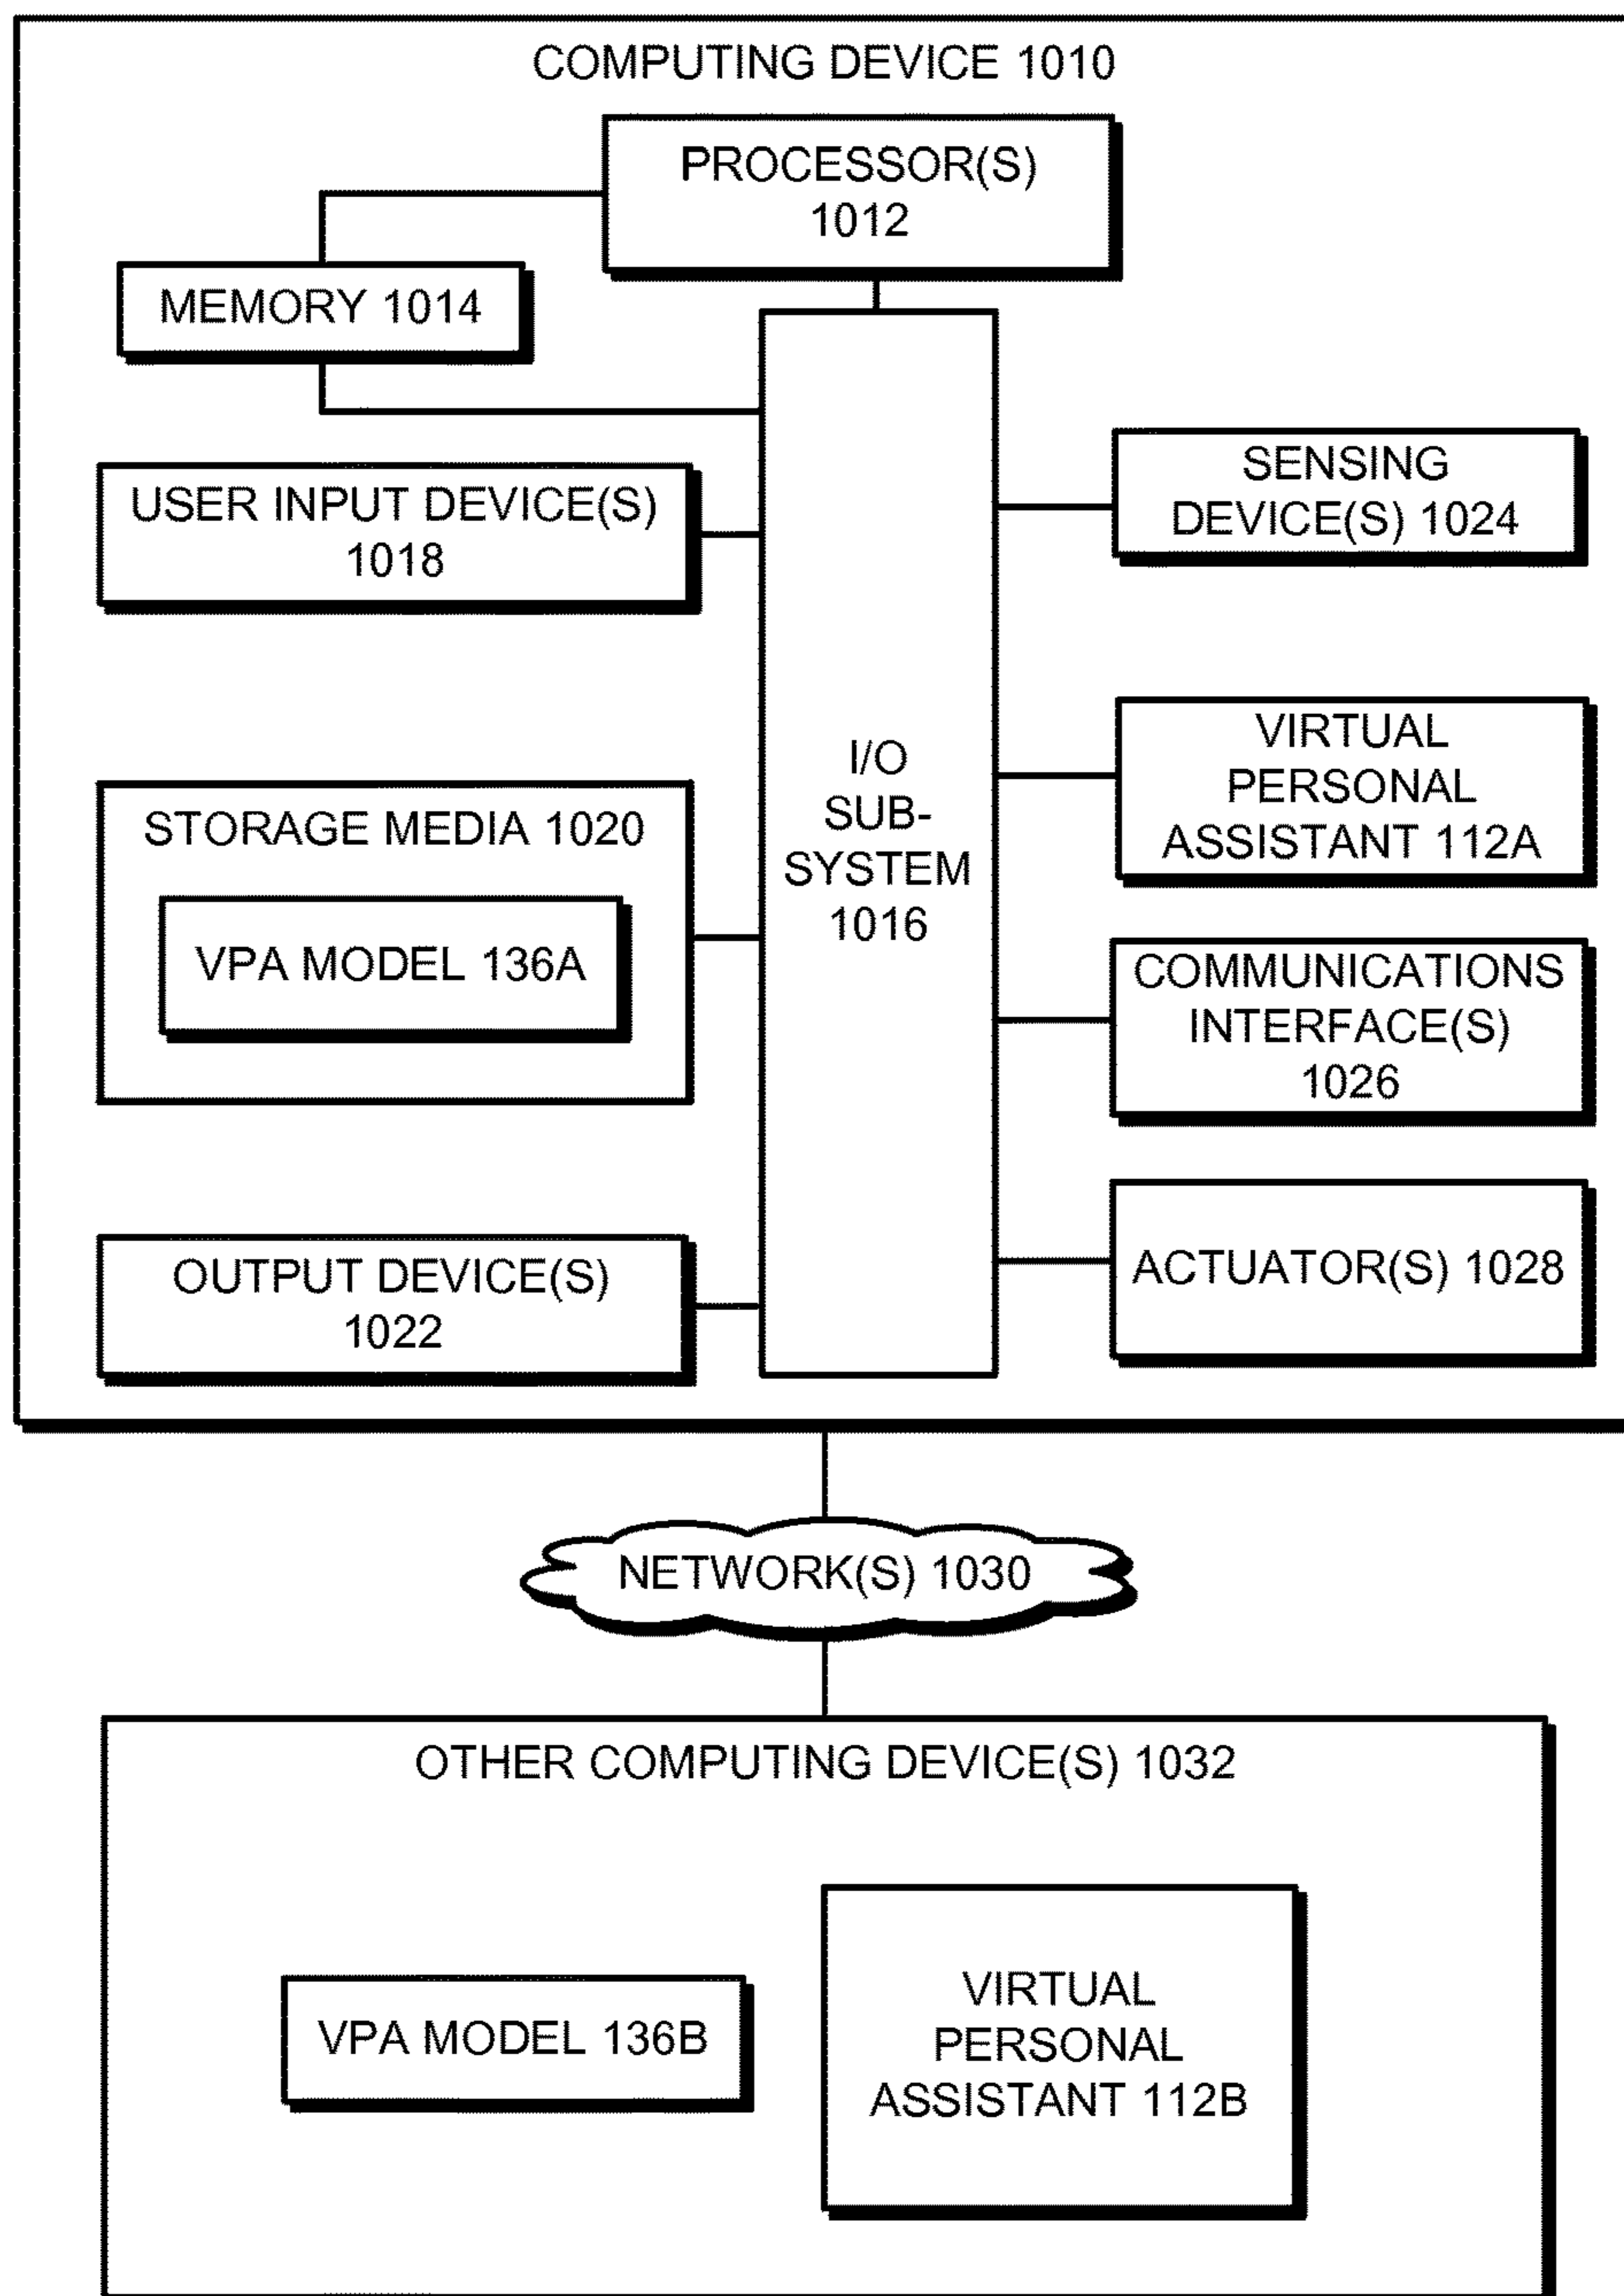 COMPUTING DEVICE 1010
PROCESSOR(S)
1012
MEMORY 1014
USER INPUT DEVICE(S)
1018
STORAGE MEDIA 1020
VPA MODEL 136A
OUTPUT DEVICE(S)
1022
I/O
SUB-
SYSTEM
1016
SENSING
DEVICE(S) 1024
VIRTUAL
PERSONAL
ASSISTANT 112A
COMMUNICATIONS
INTERFACE(S)
1026
ACTUATOR(S) 1028
NETWORK(S) 1030
OTHER COMPUTING DEVICE(S) 1032
VPA MODEL 136B
VIRTUAL
PERSONAL
ASSISTANT 112B